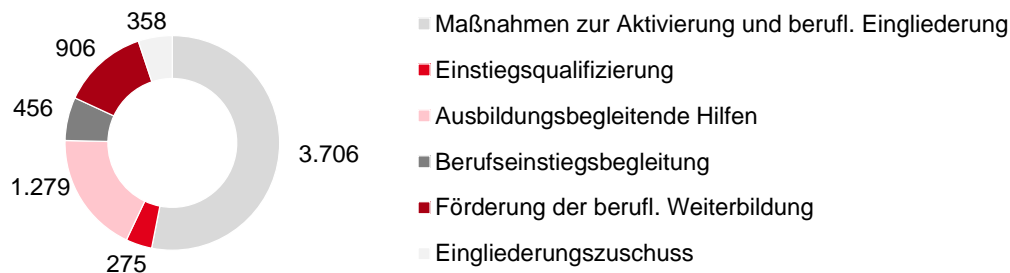 358
906
456
1.279
275
3.706
Maßnahmen zur Aktivierung und berufl. Eingliederung
Einstiegsqualifizierung
Ausbildungsbegleitende Hilfen
Berufseinstiegsbegleitung
Förderung der berufl. Weiterbildung
Eingliederungszuschuss